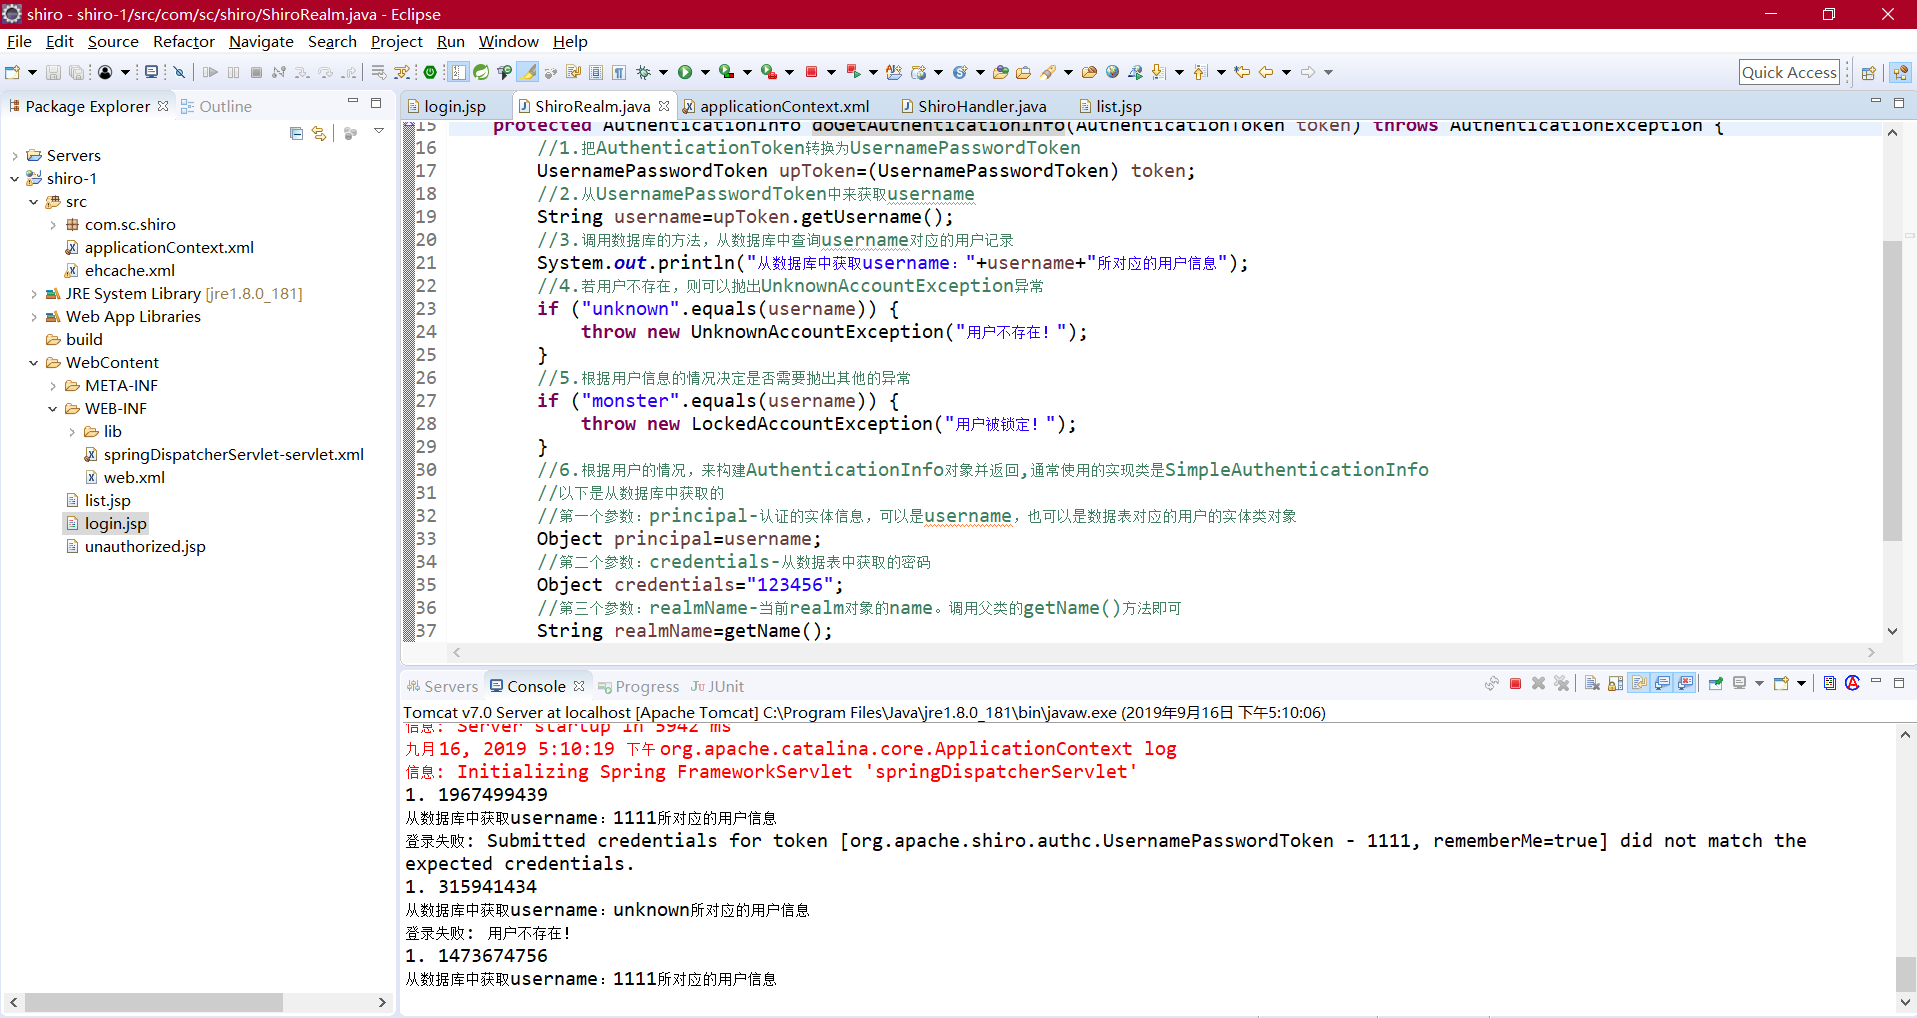 shiro - shiro-1/src/com/sc/shiro/ShiroRealm.java - Eclipse
File Edit Source Refactor Navigate Search Project Run Window Help
Quick Access
Package Explorer Outline
Servers
shiro-1
src
com.sc.shiro
applicationContext.xml
ehcache.xml
JRE System Library [jre1.8.0_181]
Web App Libraries
build
WebContent
META-INF
WEB-INF
lib
springDispatcherServlet-servlet.xml
web.xml
list.jsp
login.jsp
unauthorized.jsp
login.jsp ShiroRealm.java applicationContext.xml ShiroHandler.java list.jsp
15 protected AuthenticationInfo doGetAuthenticationInfo(AuthenticationToken token) throws AuthenticationException {
16 //1.把AuthenticationToken转换为UsernamePasswordToken
17 UsernamePasswordToken upToken=(UsernamePasswordToken) token;
18 //2.从UsernamePasswordToken中来获取username
19 String username=upToken.getUsername();
20 //3.调用数据库的方法，从数据库中查询username对应的用户记录
21 System.out.println("从数据库中获取username："+username+"所对应的用户信息");
22 //4.若用户不存在，则可以抛出UnknownAccountException异常
23 if ("unknown".equals(username)) {
24 throw new UnknownAccountException("用户不存在！");
25 }
26 //5.根据用户信息的情况决定是否需要抛出其他的异常
27 if ("monster".equals(username)) {
28 throw new LockedAccountException("用户被锁定！");
29 }
30 //6.根据用户的情况，来构建AuthenticationInfo对象并返回,通常使用的实现类是SimpleAuthenticationInfo
31 //以下是从数据库中获取的
32 //第一个参数：principal-认证的实体信息，可以是username，也可以是数据表对应的用户的实体类对象
33 Object principal=username;
34 //第二个参数：credentials-从数据表中获取的密码
35 Object credentials="123456";
36 //第三个参数：realmName-当前realm对象的name。调用父类的getName()方法即可
37 String realmName=getName();
Servers Console Progress JUnit
Tomcat v7.0 Server at localhost [Apache Tomcat] C:\Program Files\Java\jre1.8.0_181\bin\javaw.exe (2019年9月16日 下午5:10:06)
信息: Server startup in 5942 ms
九月16, 2019 5:10:19 下午 org.apache.catalina.core.ApplicationContext log
信息: Initializing Spring FrameworkServlet 'springDispatcherServlet'
1. 1967499439
从数据库中获取username：1111所对应的用户信息
登录失败: Submitted credentials for token [org.apache.shiro.authc.UsernamePasswordToken - 1111, rememberMe=true] did not match the
expected credentials.
1. 315941434
从数据库中获取username：unknown所对应的用户信息
登录失败: 用户不存在！
1. 1473674756
从数据库中获取username：1111所对应的用户信息